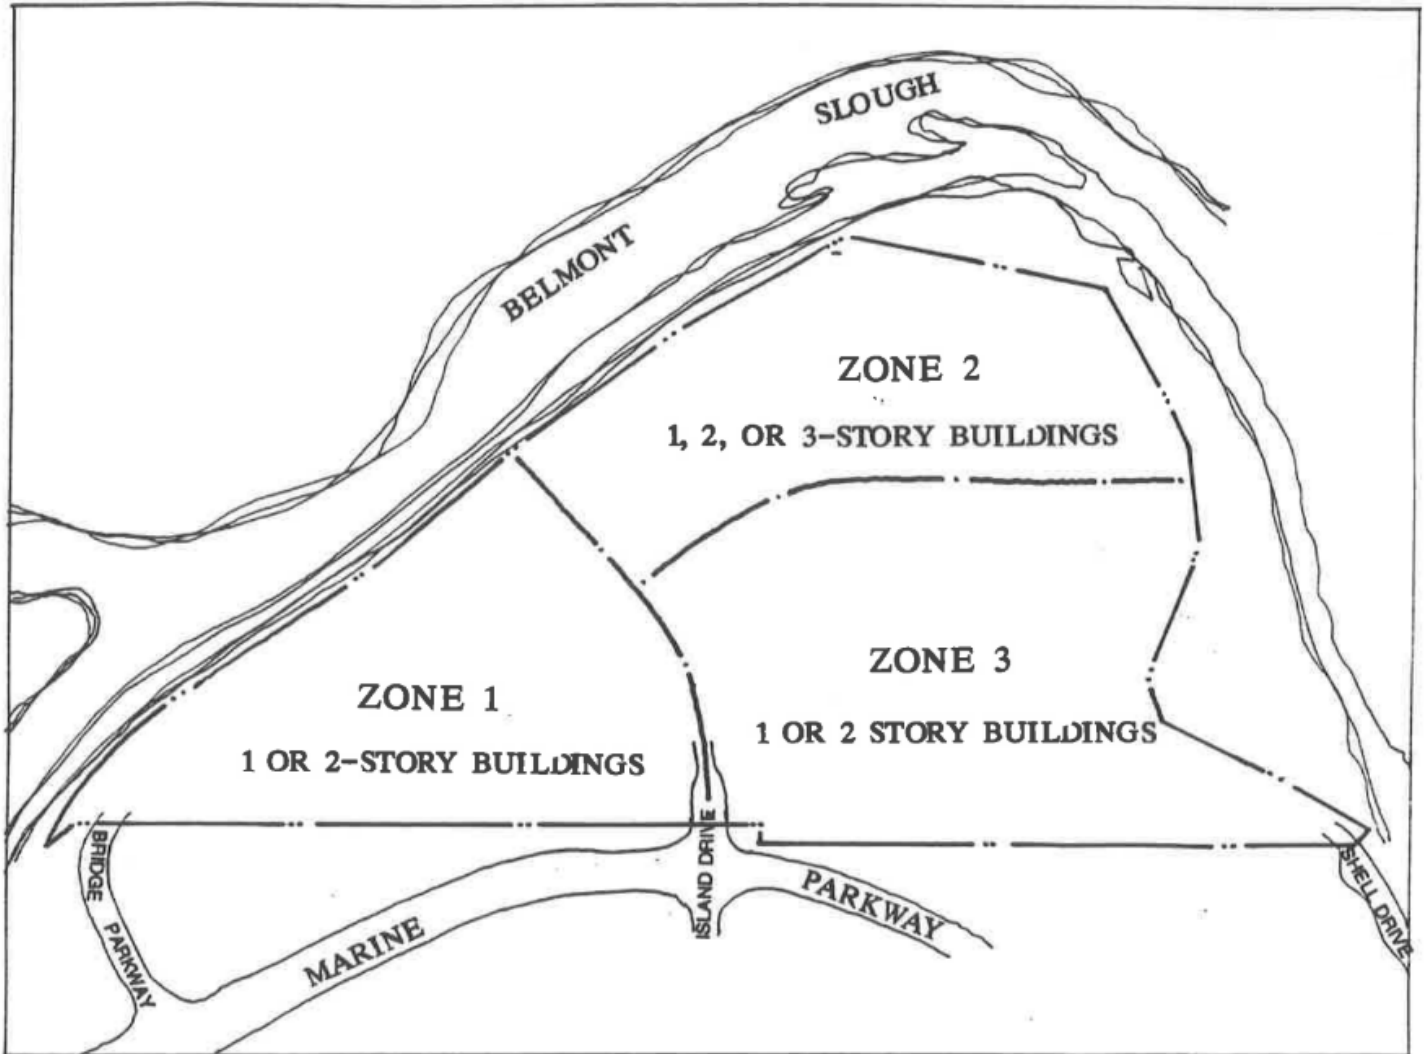 SLOUGH
BELMONT
ZONE 2
1, 2, OR 3-STORY BUILDINGS
ZONE 3
1 OR 2 STORY BUILDINGS
ZONE 1
1 OR 2-STORY BUILDINGS
BRIDGE PARKWAY
MARINE PARKWAY
ISLAND DRIVE
SHELL DRIVE